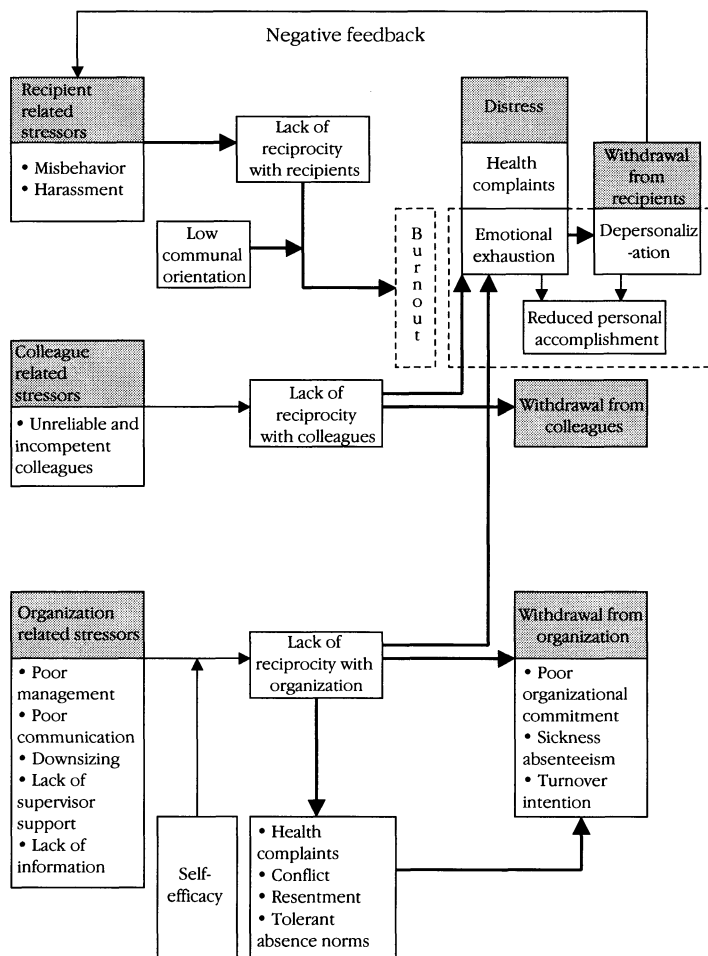 Negative feedback
Recipient
related
stressors
• Misbehavior
• Harassment
Lack of
reciprocity
with recipients
Low
communal
orientation
Burnout
Distress
Health
complaints
Emotional
exhaustion
Withdrawal
from
recipients
Depersonaliz
-ation
Reduced personal
accomplishment
Colleague
related
stressors
• Unreliable and
incompetent
colleagues
Lack of
reciprocity
with colleagues
Withdrawal from
colleagues
Organization
related stressors
• Poor
management
• Poor
communication
• Downsizing
• Lack of
supervisor
support
• Lack of
information
Self-
efficacy
Lack of
reciprocity with
organization
• Health
complaints
• Conflict
• Resentment
• Tolerant
absence norms
Withdrawal from
organization
• Poor
organizational
commitment
• Sickness
absenteeism
• Turnover
intention